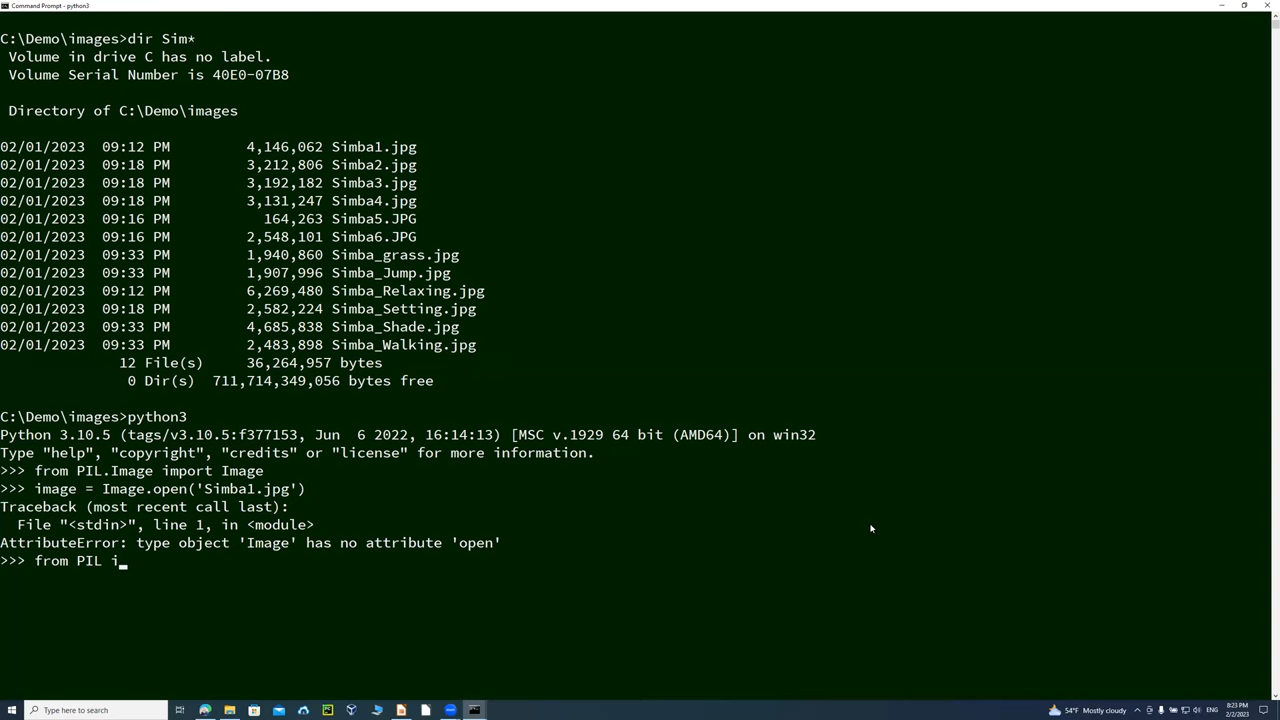 Command Prompt - python3
C:\Demo\images>dir Sim*
 Volume in drive C has no label.
 Volume Serial Number is 40E0-07B8
 Directory of C:\Demo\images
02/01/2023  09:12 PM         4,146,062 Simba1.jpg
02/01/2023  09:18 PM         3,212,806 Simba2.jpg
02/01/2023  09:18 PM         3,192,182 Simba3.jpg
02/01/2023  09:18 PM         3,131,247 Simba4.jpg
02/01/2023  09:16 PM           164,263 Simba5.JPG
02/01/2023  09:16 PM         2,548,101 Simba6.JPG
02/01/2023  09:33 PM         1,940,860 Simba_grass.jpg
02/01/2023  09:33 PM         1,907,996 Simba_Jump.jpg
02/01/2023  09:12 PM         6,269,480 Simba_Relaxing.jpg
02/01/2023  09:18 PM         2,582,224 Simba_Setting.jpg
02/01/2023  09:33 PM         4,685,838 Simba_Shade.jpg
02/01/2023  09:33 PM         2,483,898 Simba_Walking.jpg
              12 File(s)     36,264,957 bytes
               0 Dir(s)  711,714,349,056 bytes free
C:\Demo\images>python3
Python 3.10.5 (tags/v3.10.5:f377153, Jun  6 2022, 16:14:13) [MSC v.1929 64 bit (AMD64)] on win32
Type "help", "copyright", "credits" or "license" for more information.
>>> from PIL.Image import Image
>>> image = Image.open('Simba1.jpg')
Traceback (most recent call last):
  File "<stdin>", line 1, in <module>
AttributeError: type object 'Image' has no attribute 'open'
>>> from PIL i_
Type here to search
54°F Mostly cloudy
ENG
8:23 PM
2/2/2023